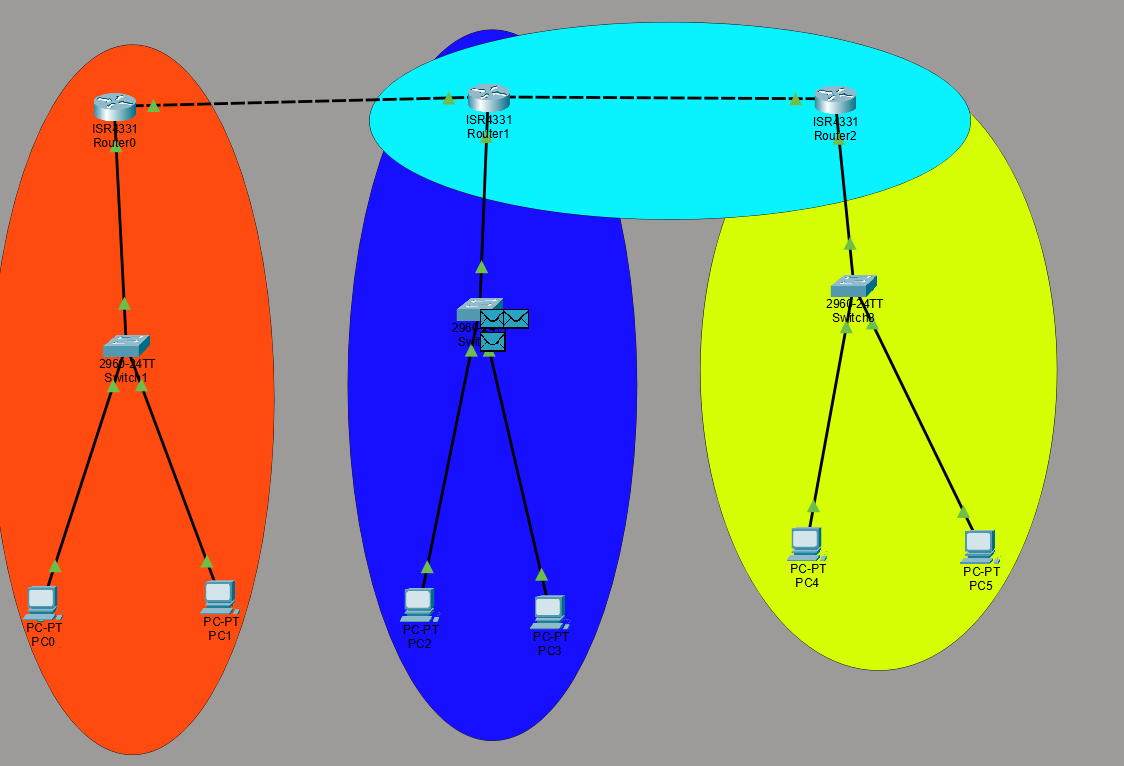 ISR4331
Router0
ISR4331
Router1
ISR4331
Router2
2960-24TT
Switch1
2960-24TT
Switch3
PC-PT
PC0
PC-PT
PC1
PC-PT
PC2
PC-PT
PC3
PC-PT
PC4
PC-PT
PC5